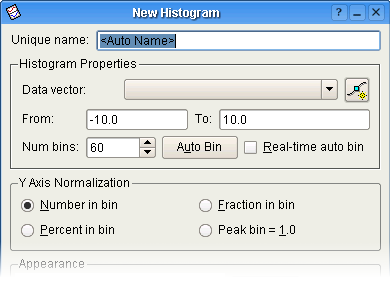 New Histogram
Unique name: <Auto Name>
Histogram Properties
Data vector:
From: -10.0 To: 10.0
Num bins: 60 Auto Bin Real-time auto bin
Y Axis Normalization
Number in bin Fraction in bin
Percent in bin Peak bin = 1.0
Appearance